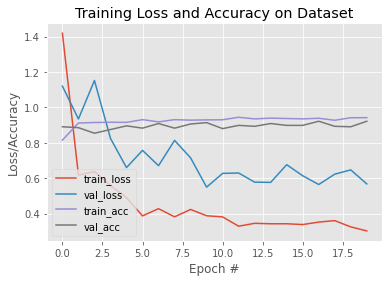 Training Loss and Accuracy on Dataset
Loss/Accuracy
1.4
1.2
1.0
0.8
0.6
0.4
train_loss
val_loss
train_acc
val_acc
0.0 2.5 5.0 7.5 10.0 12.5 15.0 17.5
Epoch #